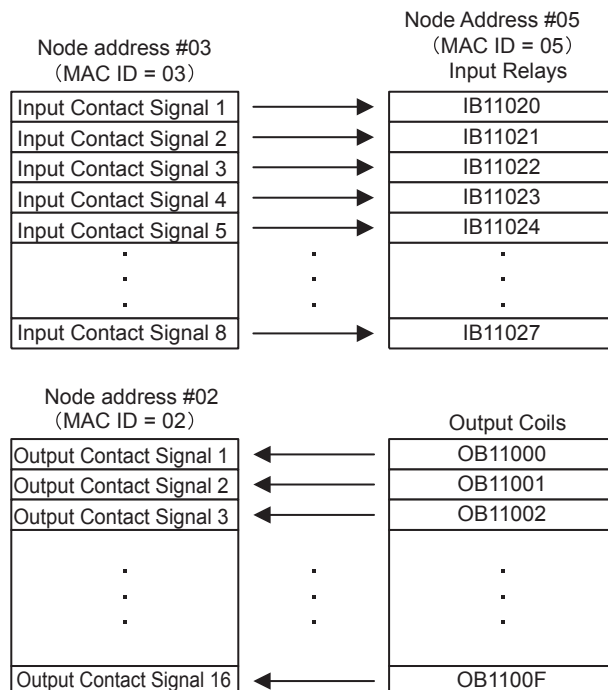 Node address #03
（MAC ID = 03）
Node Address #05
（MAC ID = 05）
Input Relays
Input Contact Signal 1 IB11020
Input Contact Signal 2 IB11021
Input Contact Signal 3 IB11022
Input Contact Signal 4 IB11023
Input Contact Signal 5 IB11024
Input Contact Signal 8 IB11027
Node address #02
（MAC ID = 02）
Output Coils
Output Contact Signal 1 OB11000
Output Contact Signal 2 OB11001
Output Contact Signal 3 OB11002
Output Contact Signal 16 OB1100F